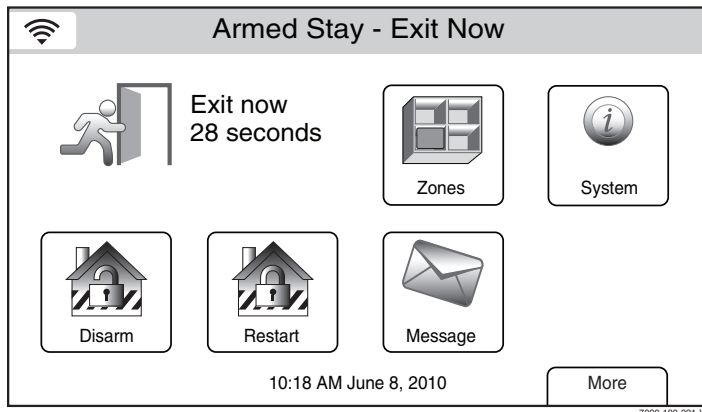 Armed Stay - Exit Now
Exit now
28 seconds
Zones
System
Disarm
Restart
Message
10:18 AM June 8, 2010
More